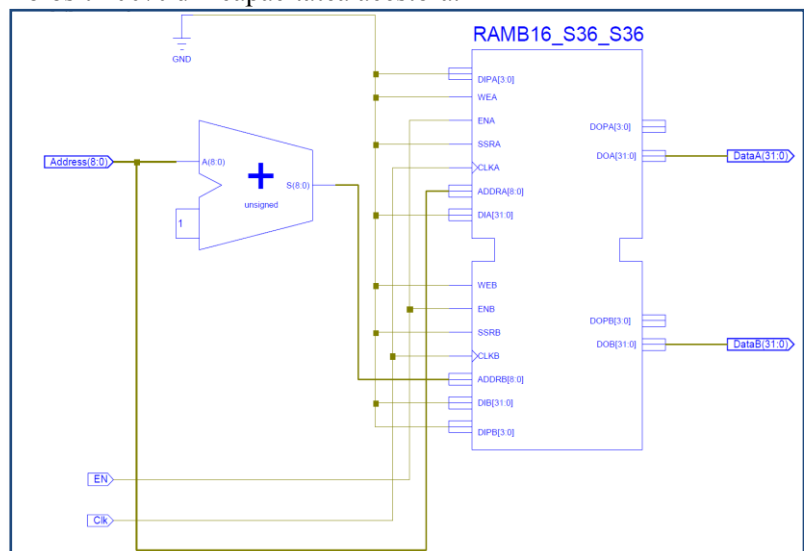 RAMB16_S36_S36
GND
DIPA[3:0]
WEA
ENA
SSRA
CLKA
ADDRA[8:0]
DIA[31:0]
DOPA[3:0]
DOA[31:0]
DataA(31:0)
Address(8:0)
A(8:0)
+
S(8:0)
unsigned
1
WEB
ENB
SSRB
CLKB
ADDRB[8:0]
DIB[31:0]
DIPB[3:0]
DOPB[3:0]
DOB[31:0]
DataB(31:0)
EN
Clk